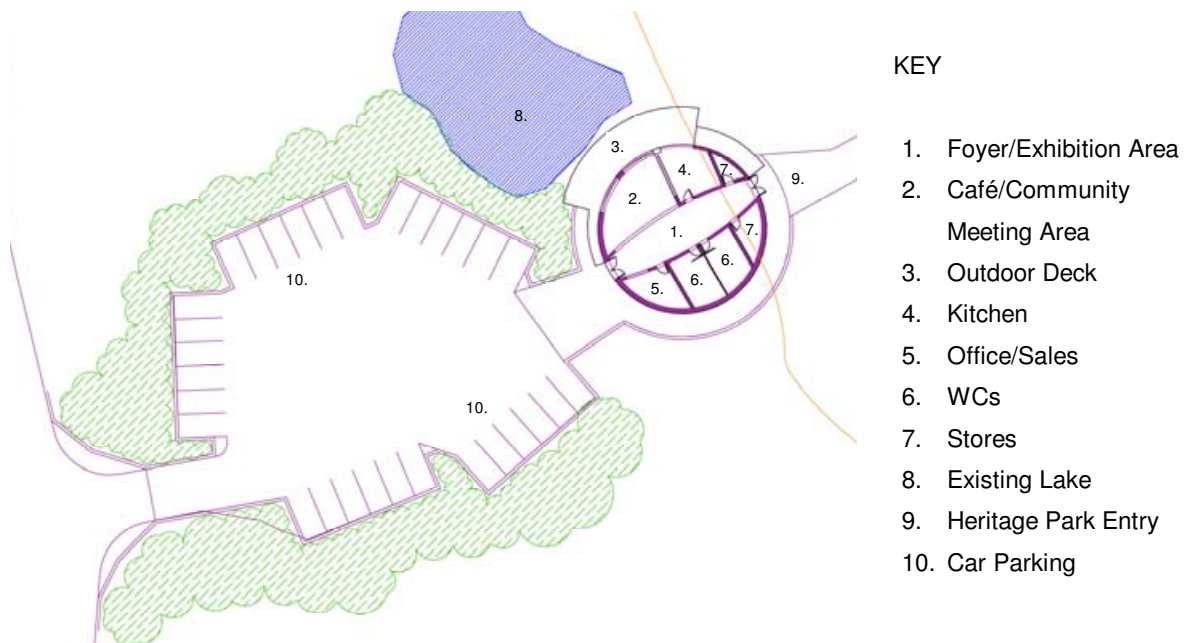 8.
3.
4.
7.
9.
2.
1.
7.
6.
6.
5.
10.
10.
KEY
1. Foyer/Exhibition Area
2. Café/Community
Meeting Area
3. Outdoor Deck
4. Kitchen
5. Office/Sales
6. WCs
7. Stores
8. Existing Lake
9. Heritage Park Entry
10. Car Parking